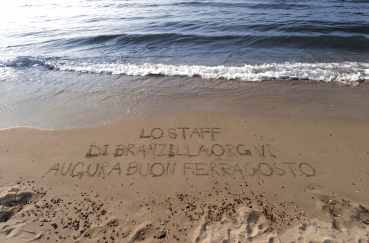 LO STAFF
DI BRANZILLA.ORG VI
AUGURA BUON FERRAGOSTO